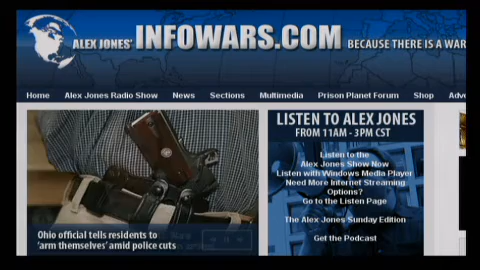 ALEX JONES' INFOWARS.COM BECAUSE THERE IS A WAR
Home Alex Jones Radio Show News Sections Multimedia Prison Planet Forum Shop
LISTEN TO ALEX JONES
FROM 11AM - 3PM CST
Listen to the
Alex Jones Show Now
Listen with Windows Media Player
Need More Internet Streaming
Options?
Go to the Listen Page
The Alex Jones Sunday Edition
Get the Podcast
Ohio official tells residents to
'arm themselves' amid police cuts